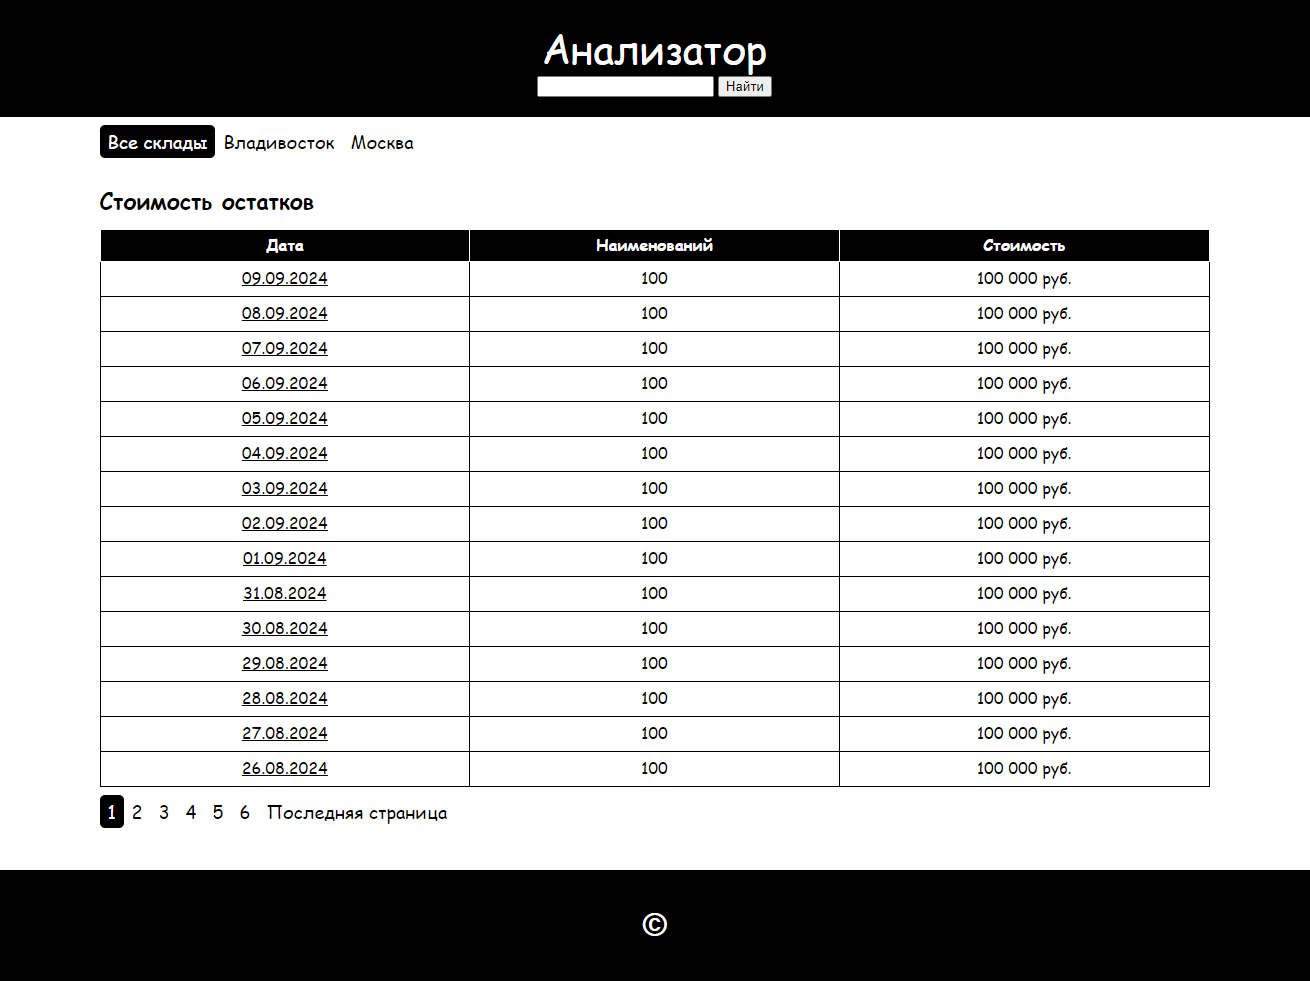 Анализатор
Найти
Все склады Владивосток Москва
Стоимость остатков
Дата Наименований Стоимость
09.09.2024 100 100 000 руб.
08.09.2024 100 100 000 руб.
07.09.2024 100 100 000 руб.
06.09.2024 100 100 000 руб.
05.09.2024 100 100 000 руб.
04.09.2024 100 100 000 руб.
03.09.2024 100 100 000 руб.
02.09.2024 100 100 000 руб.
01.09.2024 100 100 000 руб.
31.08.2024 100 100 000 руб.
30.08.2024 100 100 000 руб.
29.08.2024 100 100 000 руб.
28.08.2024 100 100 000 руб.
27.08.2024 100 100 000 руб.
26.08.2024 100 100 000 руб.
1 2 3 4 5 6 Последняя страница
©